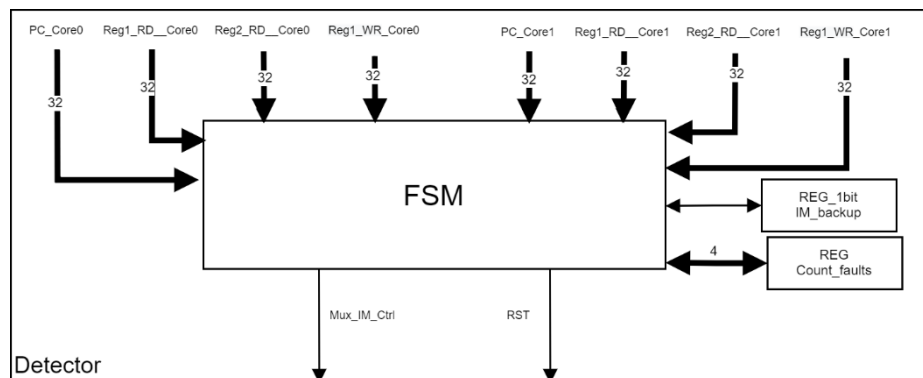 PC_Core0 Reg1_RD__Core0 Reg2_RD__Core0 Reg1_WR_Core0 PC_Core1 Reg1_RD__Core1 Reg2_RD__Core1 Reg1_WR_Core1
32 32 32 32 32 32 32 32
FSM
REG_1bit
IM_backup
4
REG
Count_faults
Mux_IM_Ctrl RST
Detector